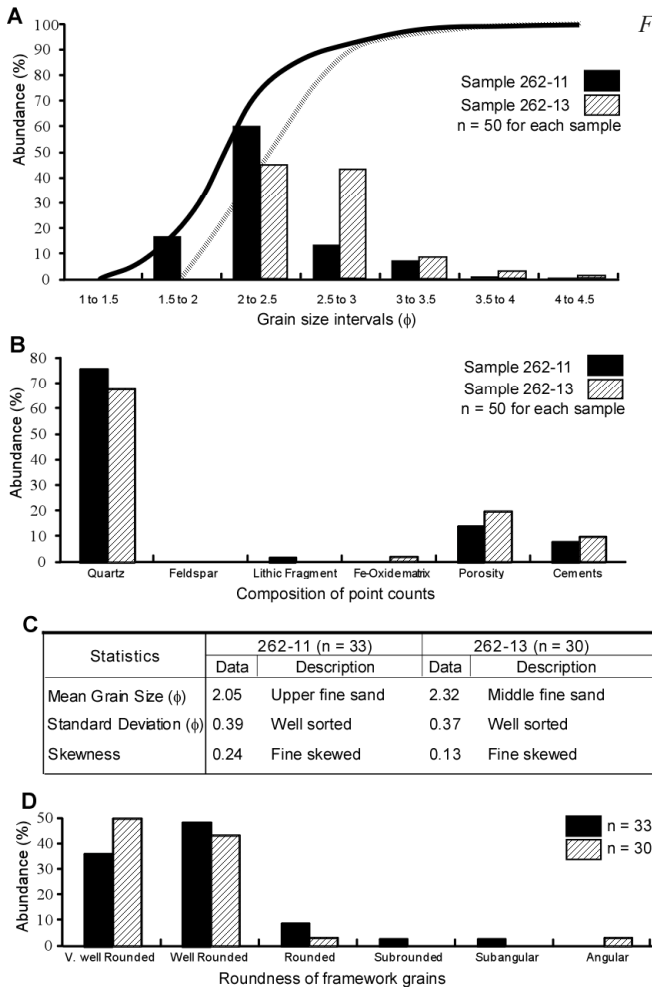 A
F
Abundance (%)
100
90
80
70
60
50
40
30
20
10
0
Sample 262-11
Sample 262-13
n = 50 for each sample
1 to 1.5 1.5 to 2 2 to 2.5 2.5 to 3 3 to 3.5 3.5 to 4 4 to 4.5
Grain size intervals (ϕ)
B
Abundance (%)
80
70
60
50
40
30
20
10
0
Sample 262-11
Sample 262-13
n = 50 for each sample
Quartz Feldspar Lithic Fragment Fe-Oxidematrix Porosity Cements
Composition of point counts
C
Statistics 262-11 (n = 33) 262-13 (n = 30)
Data Description Data Description
Mean Grain Size (ϕ) 2.05 Upper fine sand 2.32 Middle fine sand
Standard Deviation (ϕ) 0.39 Well sorted 0.37 Well sorted
Skewness 0.24 Fine skewed 0.13 Fine skewed
D
Abundance (%)
50
40
30
20
10
0
n = 33
n = 30
V. well Rounded Well Rounded Rounded Subrounded Subangular Angular
Roundness of framework grains